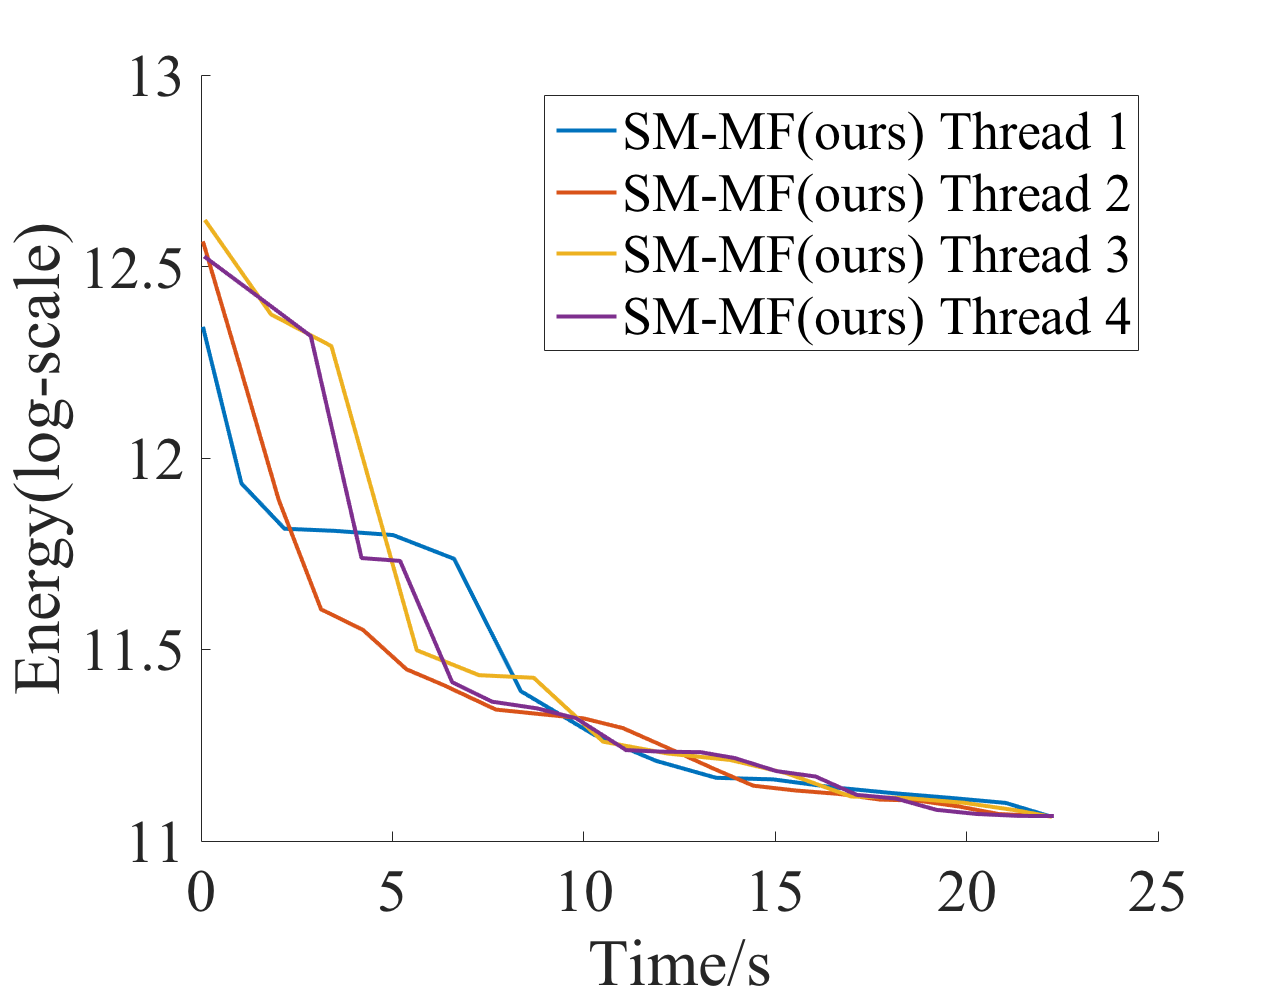 13
12.5
12
11.5
11
Energy(log-scale)
SM-MF(ours) Thread 1
SM-MF(ours) Thread 2
SM-MF(ours) Thread 3
SM-MF(ours) Thread 4
0 5 10 15 20 25
Time/s